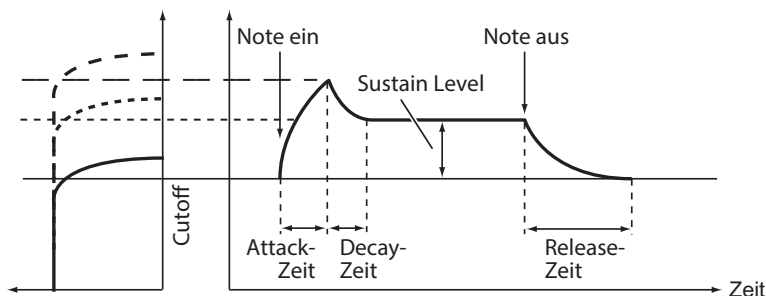 Note ein
Note aus
Sustain Level
Cutoff
Attack-
Zeit
Decay-
Zeit
Release-
Zeit
Zeit